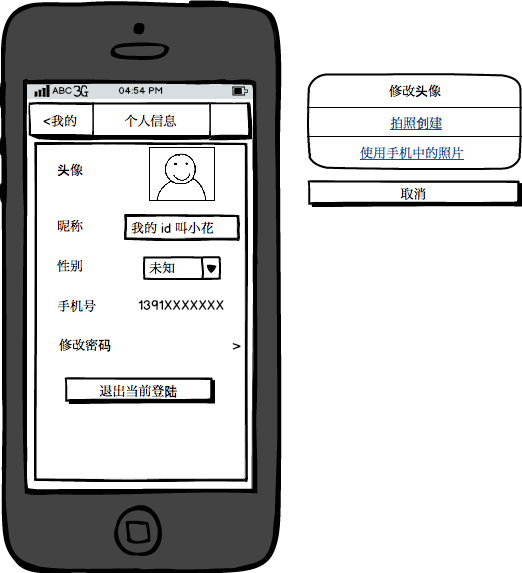 ABC 3G 04:54 PM
<我的 个人信息
头像
昵称 我的 id 叫小花
性别 未知
手机号 1391XXXXXXX
修改密码 >
退出当前登陆
修改头像
拍照创建
使用手机中的照片
取消